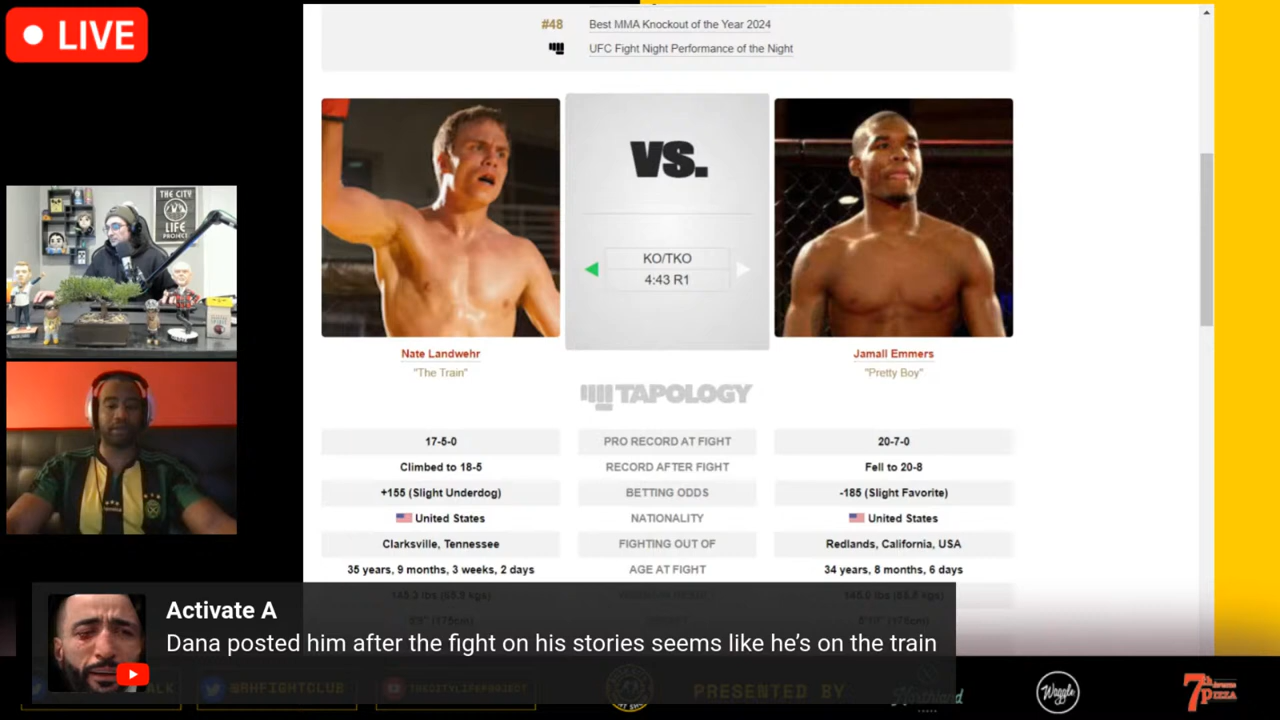 LIVE
#48 Best MMA Knockout of the Year 2024
UFC Fight Night Performance of the Night
THE CITY
LIFE
PROJECT
VS.
KO/TKO
4:43 R1
Nate Landwehr
"The Train"
Jamall Emmers
"Pretty Boy"
TAPOLOGY
17-5-0 PRO RECORD AT FIGHT 20-7-0
Climbed to 18-5 RECORD AFTER FIGHT Fell to 20-8
+155 (Slight Underdog) BETTING ODDS -185 (Slight Favorite)
United States NATIONALITY United States
Clarksville, Tennessee FIGHTING OUT OF Redlands, California, USA
35 years, 9 months, 3 weeks, 2 days AGE AT FIGHT 34 years, 8 months, 6 days
Activate A
Dana posted him after the fight on his stories seems like he's on the train
@RHFIGHTCLUB
THECITYLIFEPROJECT
PRESENTED BY
Northland
Waggle
PIZZA